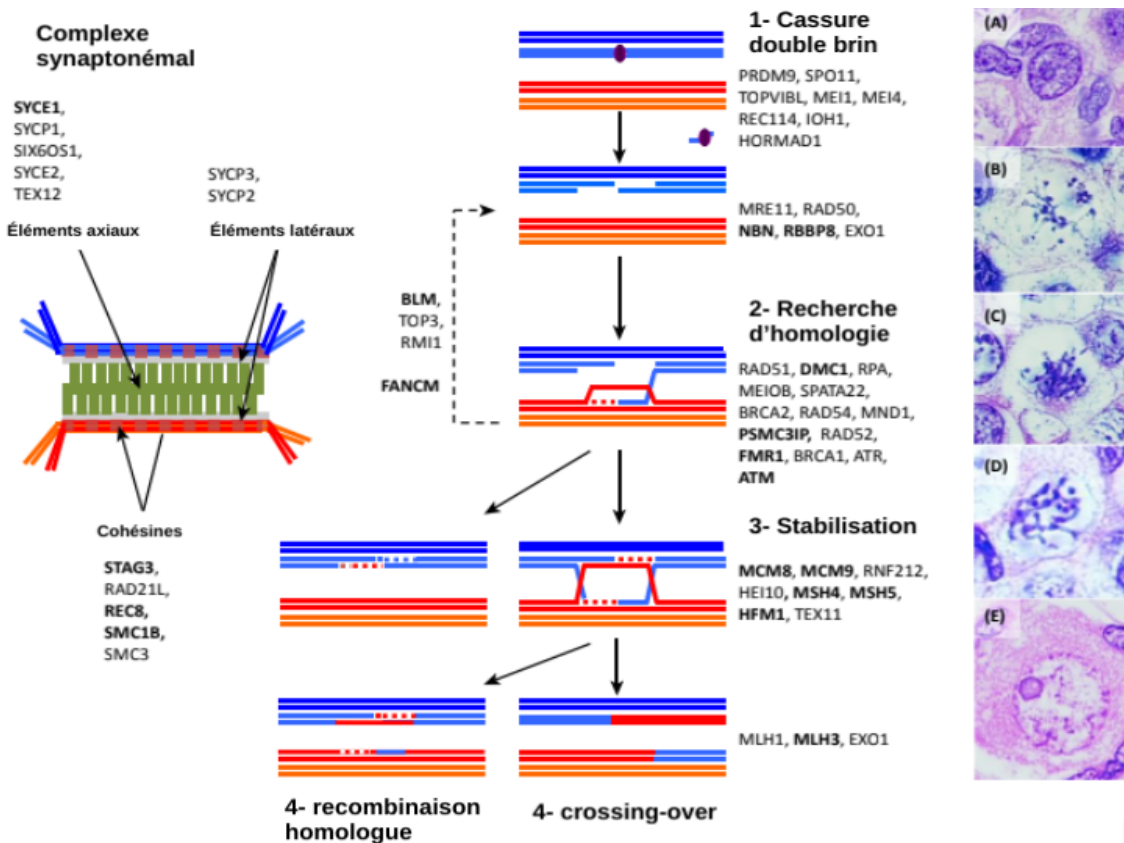 Complexe
synaptonémal
SYCE1,
SYCP1,
SIX6OS1,
SYCE2,
TEX12
SYCP3,
SYCP2
Éléments axiaux
Éléments latéraux
Cohésines
STAG3,
RAD21L,
REC8,
SMC1B,
SMC3
1- Cassure
double brin
PRDM9, SPO11,
TOPVIBL, MEI1, MEI4,
REC114, IOH1,
HORMAD1
MRE11, RAD50,
NBN, RBBP8, EXO1
BLM,
TOP3,
RMI1
FANCM
2- Recherche
d'homologie
RAD51, DMC1, RPA,
MEIOB, SPATA22,
BRCA2, RAD54, MND1,
PSMC3IP, RAD52,
FMR1, BRCA1, ATR,
ATM
3- Stabilisation
MCM8, MCM9, RNF212,
HEI10, MSH4, MSH5,
HFM1, TEX11
MLH1, MLH3, EXO1
4- recombinaison
homologue
4- crossing-over
(A)
(B)
(C)
(D)
(E)